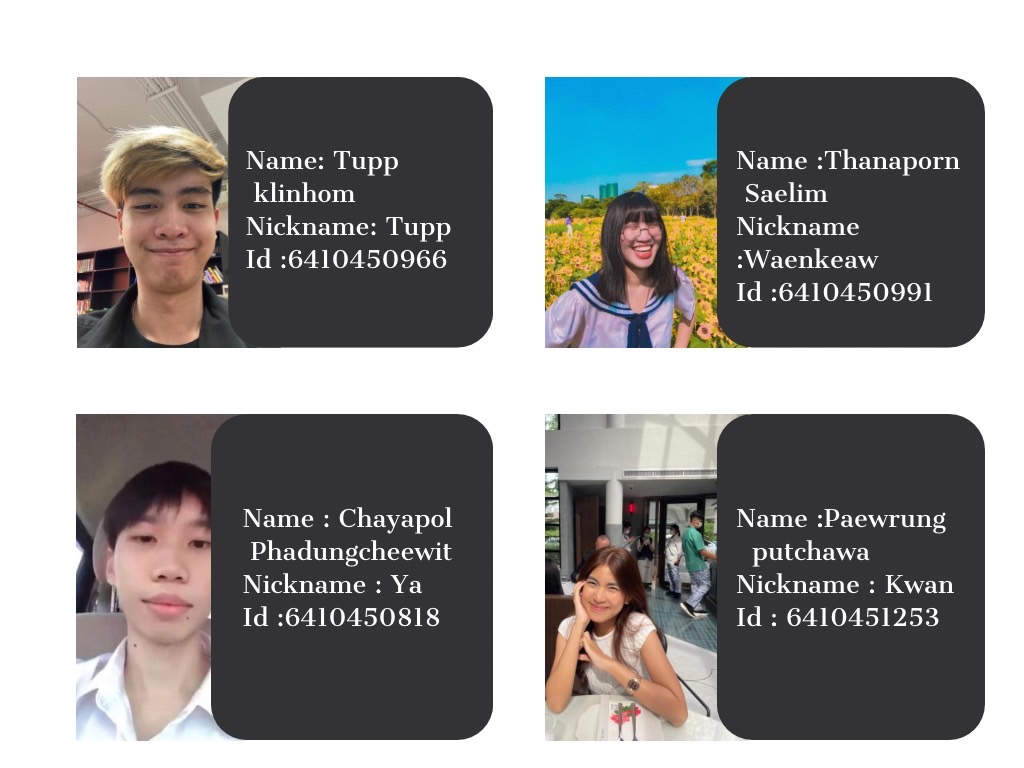 Name: Tupp
klinhom
Nickname: Tupp
Id :6410450966
Name :Thanaporn
Saelim
Nickname
:Waenkeaw
Id :6410450991
Name : Chayapol
Phadungcheewit
Nickname : Ya
Id :6410450818
Name :Paewrung
putchawa
Nickname : Kwan
Id : 6410451253